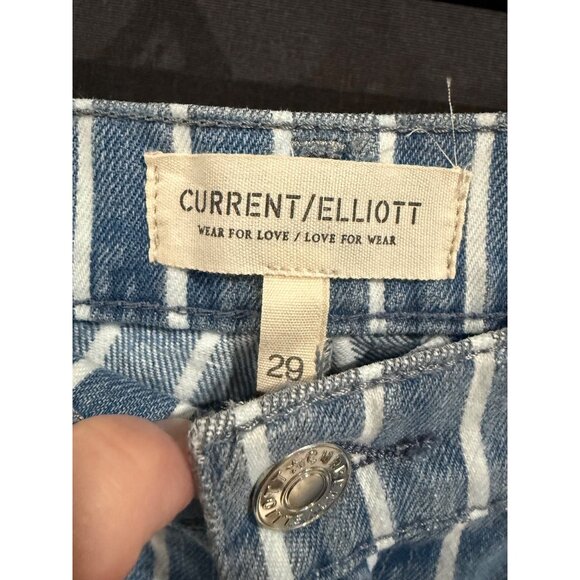 CURRENT/ELLIOTT
WEAR FOR LOVE / LOVE FOR WEAR
29